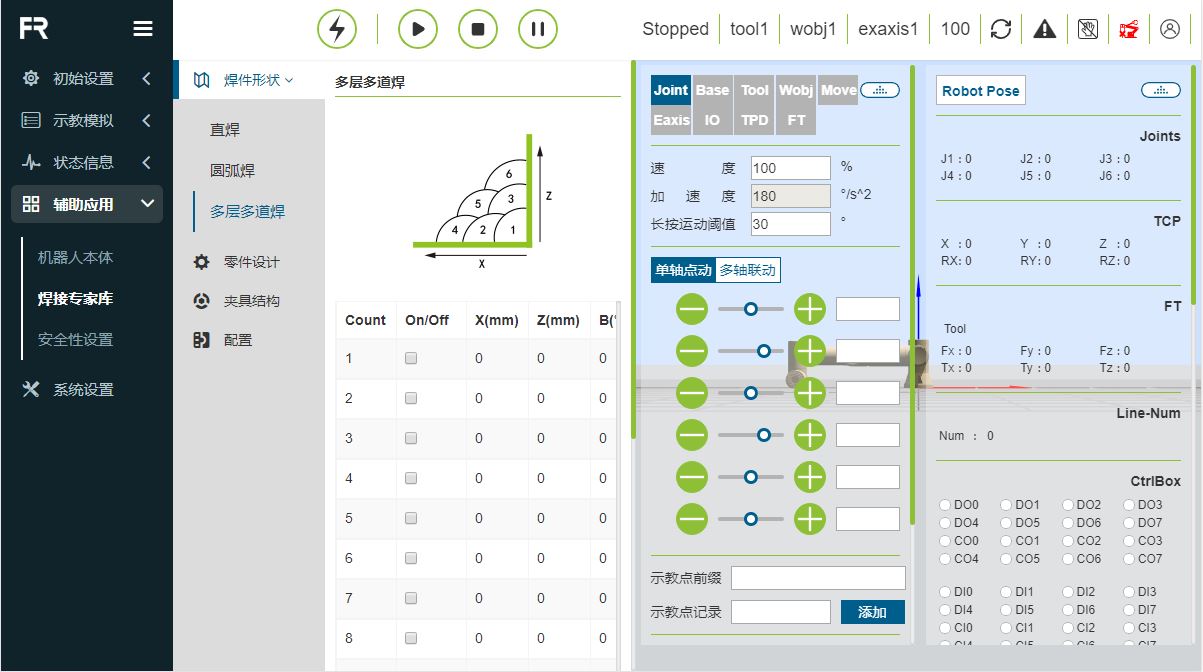 FR
Stopped
tool1
wobj1
exaxis1
100
初始设置
示教模拟
状态信息
辅助应用
机器人本体
焊接专家库
安全性设置
系统设置
焊件形状
直焊
圆弧焊
多层多道焊
零件设计
夹具结构
配置
多层多道焊
6
5 3
4 2 1
Z
X
Count On/Off X(mm) Z(mm)
1 0 0 0
2 0 0 0
3 0 0 0
4 0 0 0
5 0 0 0
6 0 0 0
7 0 0 0
8 0 0 0
Joint Base Tool Wobj Move
Eaxis IO TPD FT
速 度 100 %
加 速 度 180 °/s^2
长按运动阈值 30 °
单轴点动 多轴联动
示教点前缀
示教点记录 添加
Robot Pose
Joints
J1 : 0 J2 : 0 J3 : 0
J4 : 0 J5 : 0 J6 : 0
TCP
X : 0 Y : 0 Z : 0
RX: 0 RY: 0 RZ: 0
FT
Tool
Fx : 0 Fy : 0 Fz : 0
Tx : 0 Ty : 0 Tz : 0
Line-Num
Num : 0
CtrlBox
DO0 DO1 DO2 DO3
DO4 DO5 DO6 DO7
CO0 CO1 CO2 CO3
CO4 CO5 CO6 CO7
DI0 DI1 DI2 DI3
DI4 DI5 DI6 DI7
CI0 CI1 CI2 CI3